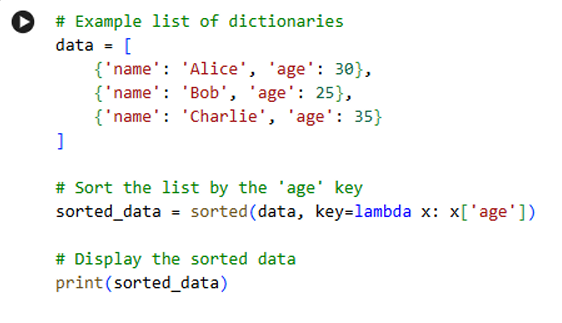 # Example list of dictionaries
data = [
    {'name': 'Alice', 'age': 30},
    {'name': 'Bob', 'age': 25},
    {'name': 'Charlie', 'age': 35}
]

# Sort the list by the 'age' key
sorted_data = sorted(data, key=lambda x: x['age'])

# Display the sorted data
print(sorted_data)